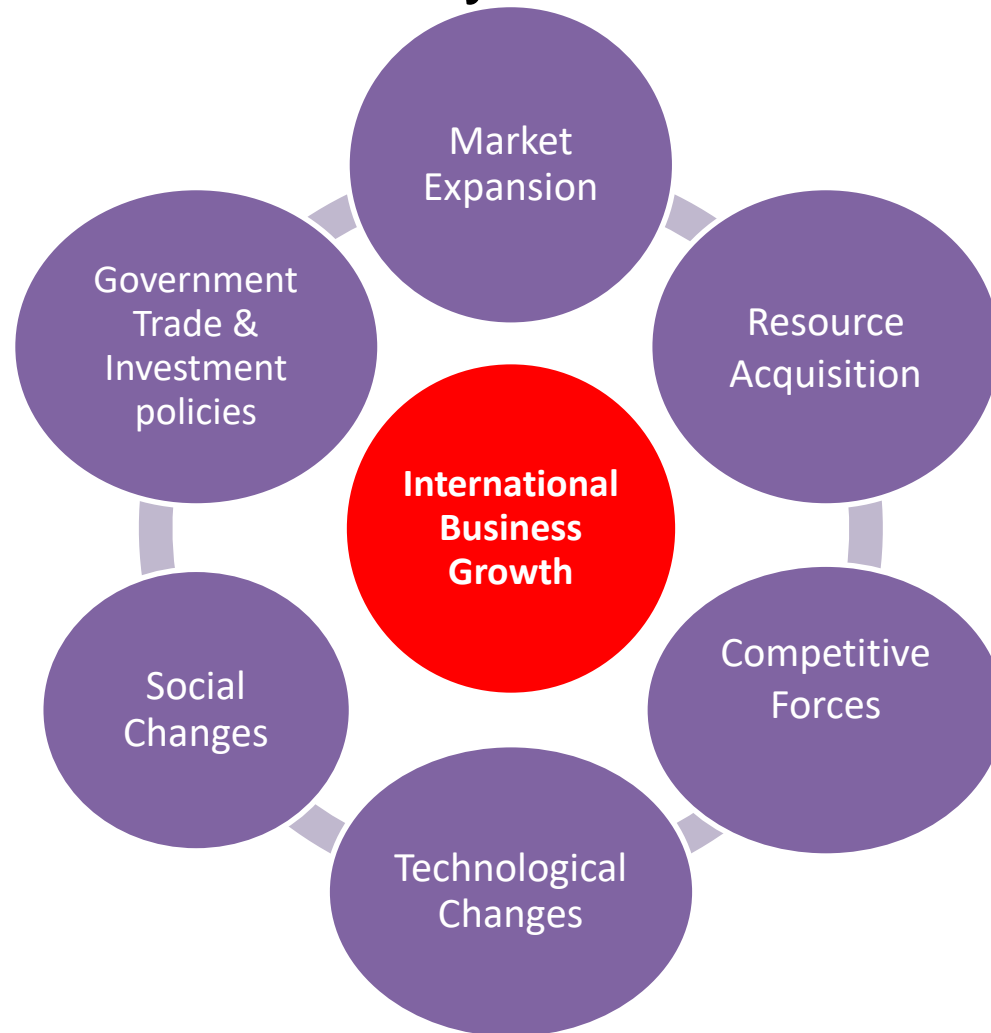 Market
Expansion
Resource
Acquisition
Competitive
Forces
Technological
Changes
Social
Changes
Government
Trade &
Investment
policies
International
Business
Growth